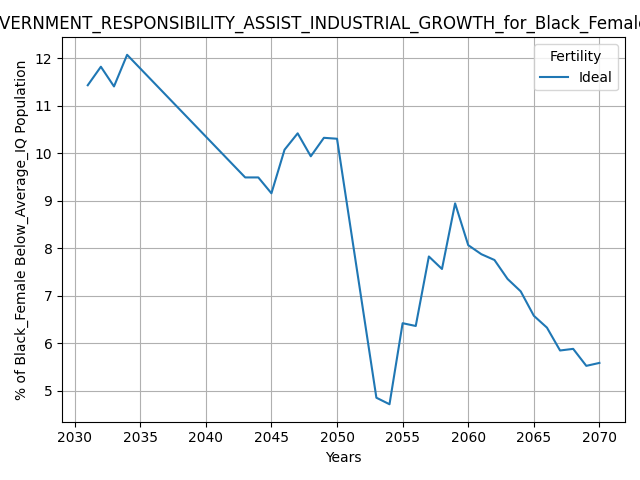 VERNMENT_RESPONSIBILITY_ASSIST_INDUSTRIAL_GROWTH_for_Black_Female
Fertility
Ideal
% of Black_Female Below_Average_IQ Population
12
11
10
9
8
7
6
5
2030 2035 2040 2045 2050 2055 2060 2065 2070
Years